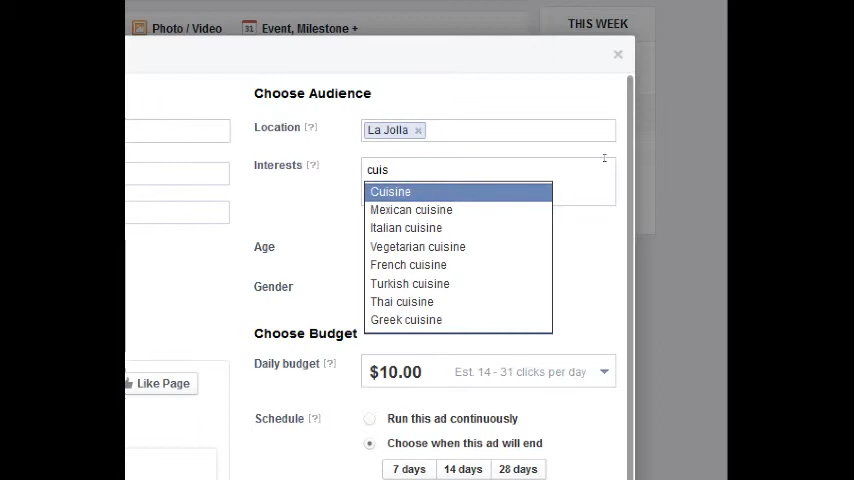 Photo / Video
31 Event, Milestone +
THIS WEEK
×
Choose Audience
Location [?]
La Jolla ×
Interests [?]
cuis
Cuisine
Mexican cuisine
Italian cuisine
Vegetarian cuisine
French cuisine
Turkish cuisine
Thai cuisine
Greek cuisine
Age
Gender
Choose Budget
Daily budget [?]
$10.00 Est. 14 - 31 clicks per day
Like Page
Schedule [?]
Run this ad continuously
Choose when this ad will end
7 days 14 days 28 days